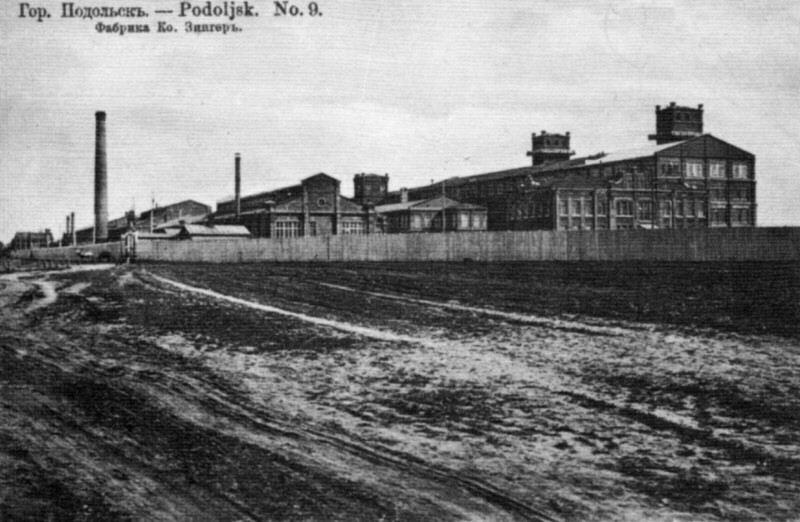 Гор. Подольскъ. — Podoljsk. No. 9.
Фабрика Ко. Зингеръ.